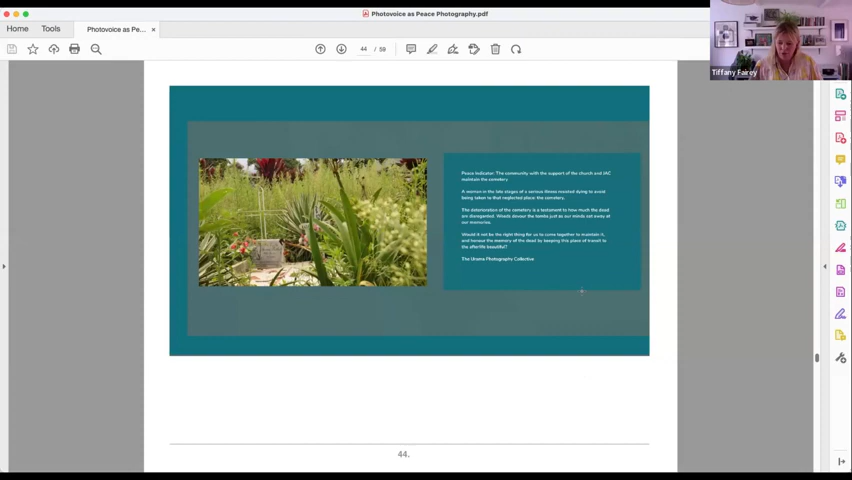 Photovoice as Peace Photography.pdf
Home
Tools
Photovoice as Pe...
44 / 59
Tiffany Fairey
Peace Indicator: The community with the support of the church and JAC
maintain the cemetery
A woman in the late stages of a serious illness resisted dying to avoid
being taken to that neglected place the cemetery.
The deterioration of the cemetery is a testament to how much the dead
are disregarded. Weeds devour the tombs just as our minds eat away at
our memories.
Would it not be the right thing for us to come together to maintain it,
and honour the memory of the dead by keeping this place of transit to
the afterlife beautiful?
The Urama Photography Collective
44.